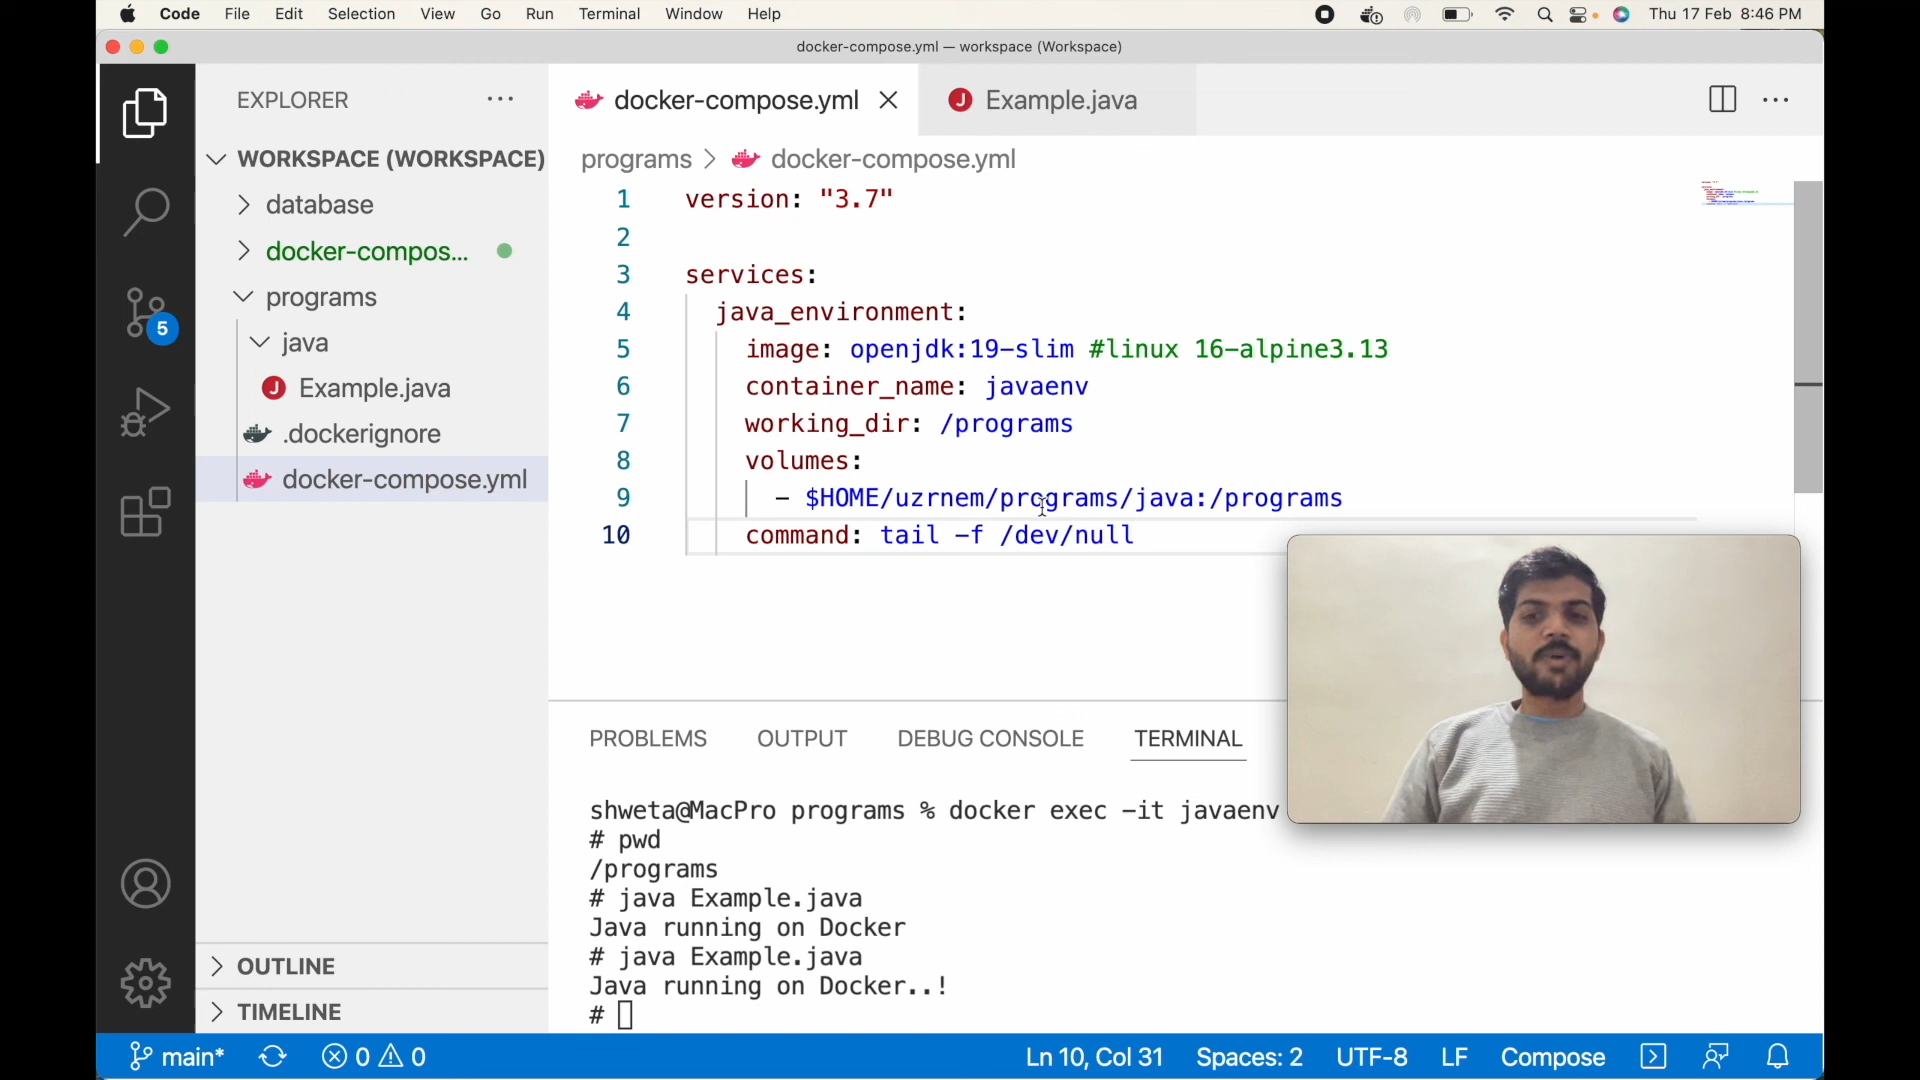 Code File Edit Selection View Go Run Terminal Window Help Thu 17 Feb 8:46 PM
docker-compose.yml — workspace (Workspace)
EXPLORER
WORKSPACE (WORKSPACE)
database
docker-compos...
programs
java
J Example.java
.dockerignore
docker-compose.yml
OUTLINE
TIMELINE
5
docker-compose.yml
J Example.java
programs > docker-compose.yml
1 version: "3.7"
2
3 services:
4 java_environment:
5 image: openjdk:19-slim #linux 16-alpine3.13
6 container_name: javaenv
7 working_dir: /programs
8 volumes:
9 - $HOME/uzrnem/programs/java:/programs
10 command: tail -f /dev/null
PROBLEMS OUTPUT DEBUG CONSOLE TERMINAL
shweta@MacPro programs % docker exec -it javaenv
# pwd
/programs
# java Example.java
Java running on Docker
# java Example.java
Java running on Docker..!
#
main* 0 0 Ln 10, Col 31 Spaces: 2 UTF-8 LF Compose